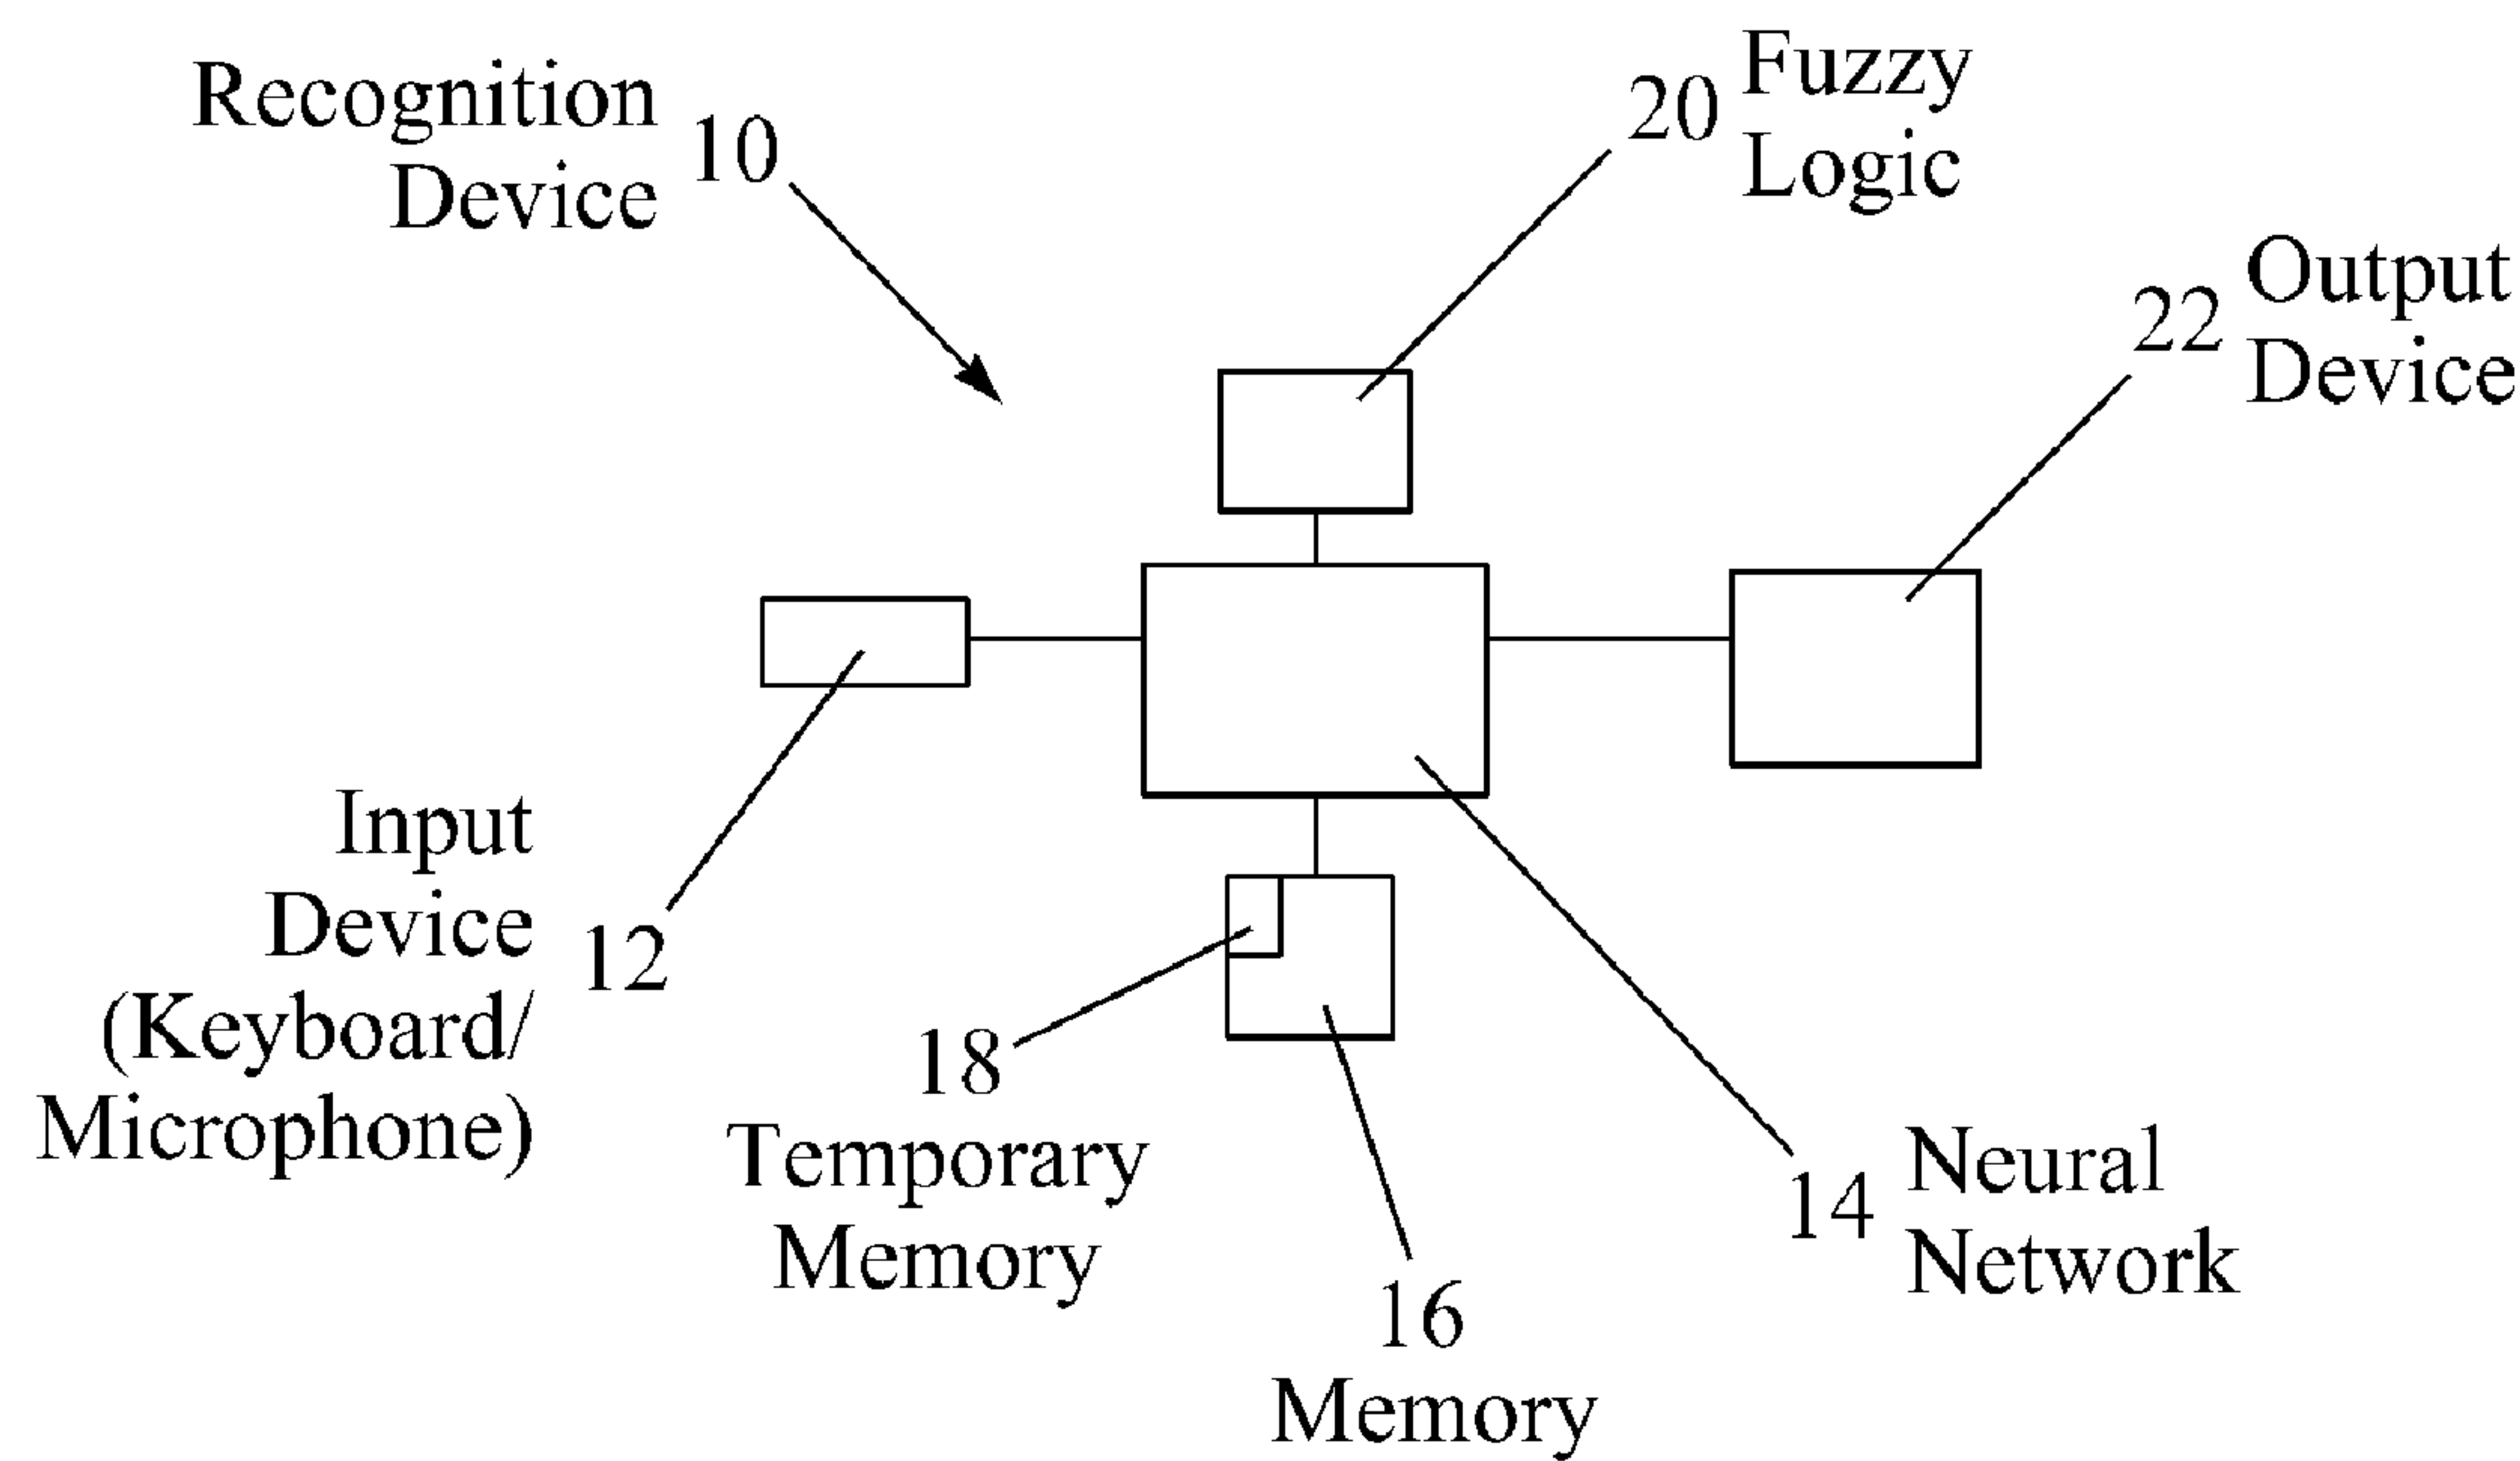 Recognition
Device
10
20
Fuzzy
Logic
22
Output
Device
Input
Device
(Keyboard/
Microphone)
12
18
Temporary
Memory
16
Memory
14
Neural
Network